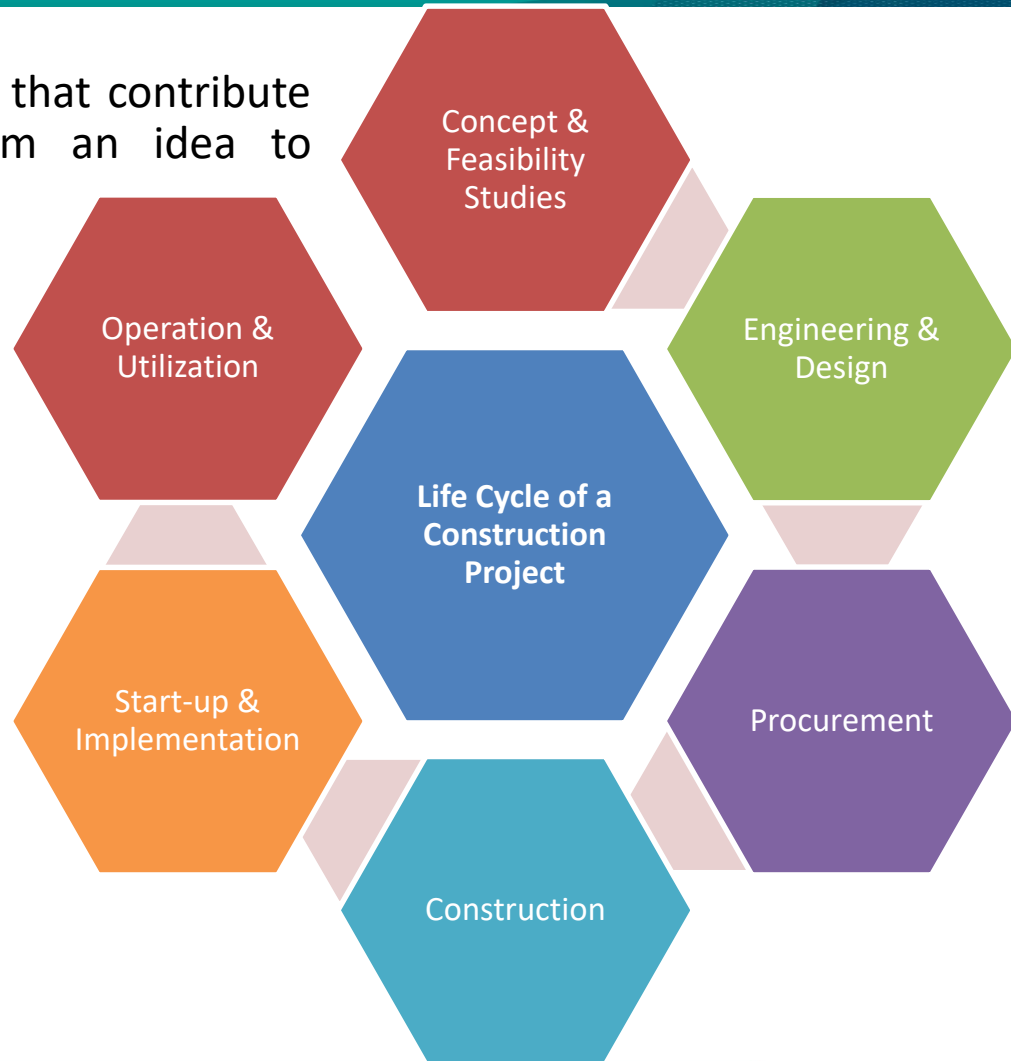 that contribute
m an idea to
Concept &
Feasibility
Studies
Engineering &
Design
Procurement
Construction
Start-up &
Implementation
Operation &
Utilization
Life Cycle of a
Construction
Project